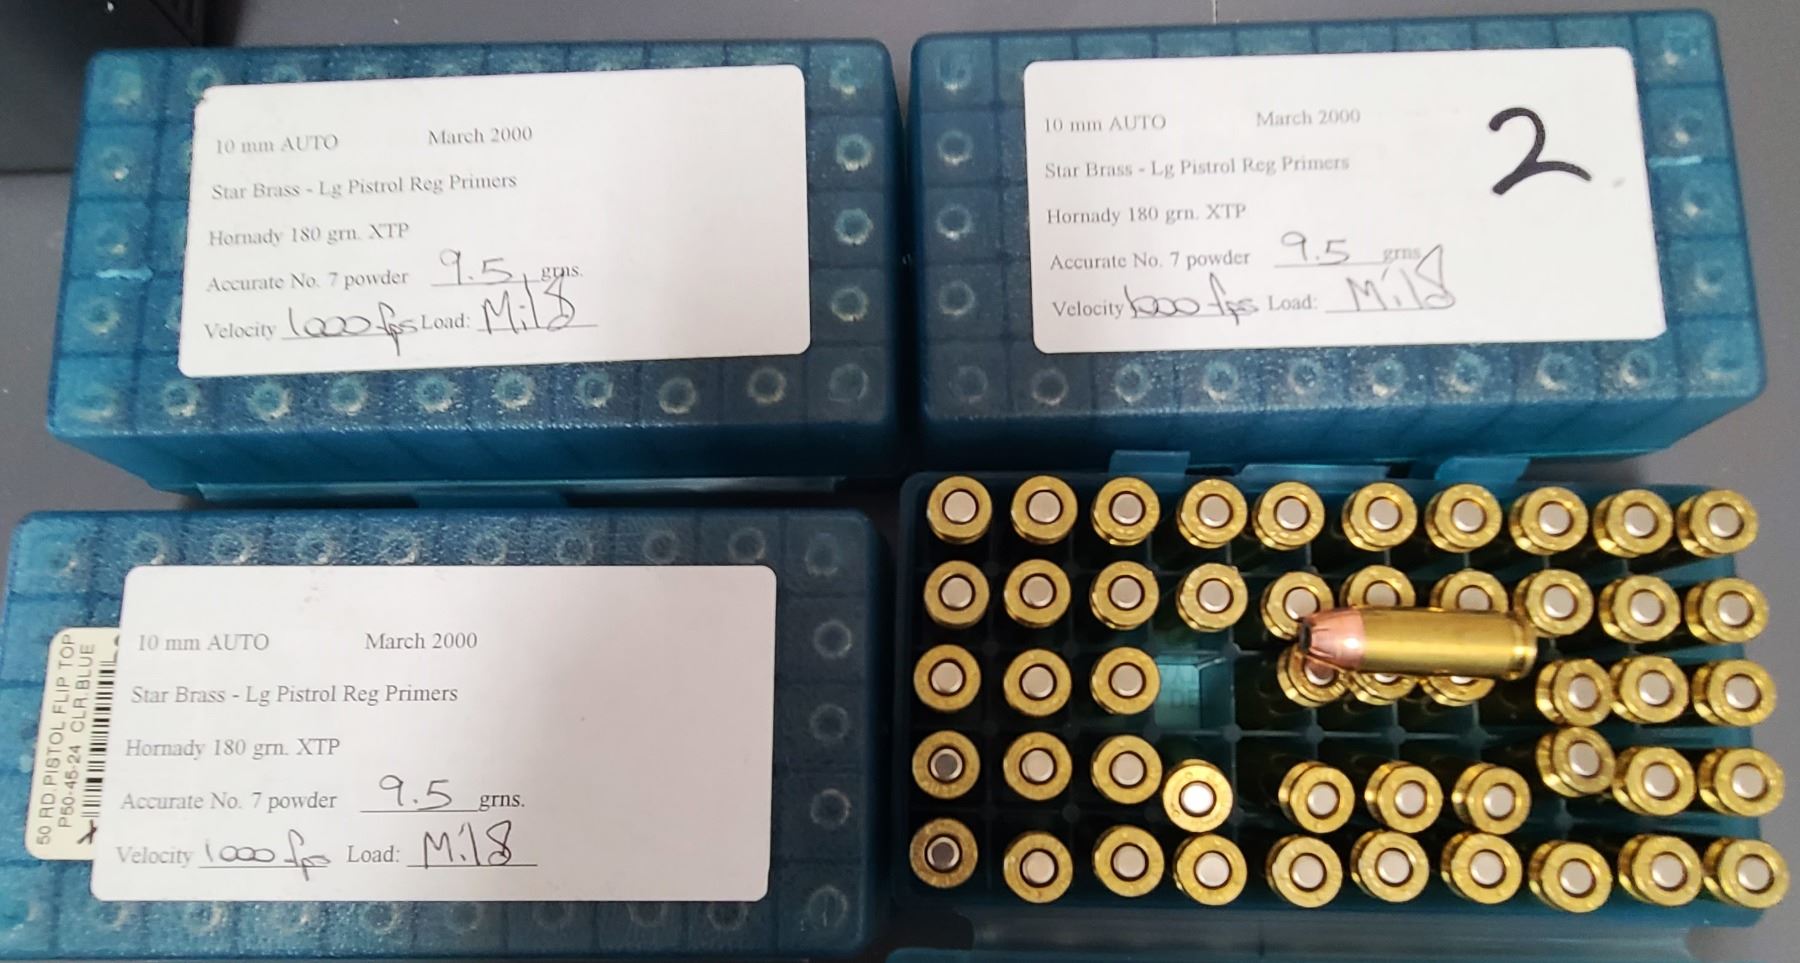 10 mm AUTO March 2000
Star Brass - Lg Pistrol Reg Primers
Hornady 180 grn. XTP
Accurate No. 7 powder 9.5 grns.
Velocity 1000 fps Load: Mild
10 mm AUTO March 2000
2
Star Brass - Lg Pistrol Reg Primers
Hornady 180 grn. XTP
Accurate No. 7 powder 9.5 grns
Velocity 1000 fps Load: Mild
10 mm AUTO March 2000
Star Brass - Lg Pistrol Reg Primers
Hornady 180 grn. XTP
Accurate No. 7 powder 9.5 grns.
Velocity 1000 fps Load: Mild
50 RD.PISTOL FLIP TOP
P50-45-24 CLR.BLUE